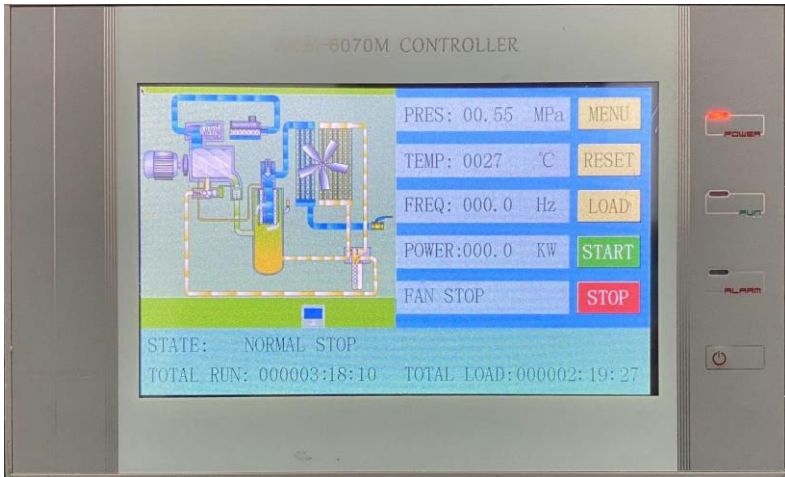 -6070M CONTROLLER
PRES: 00.55 MPa MENU
TEMP: 0027 ℃ RESET
FREQ: 000.0 Hz LOAD
POWER:000.0 KW START
FAN STOP STOP
STATE: NORMAL STOP
TOTAL RUN: 000003:18:10 TOTAL LOAD:000002:19:27
POWER
RUN
ALARM